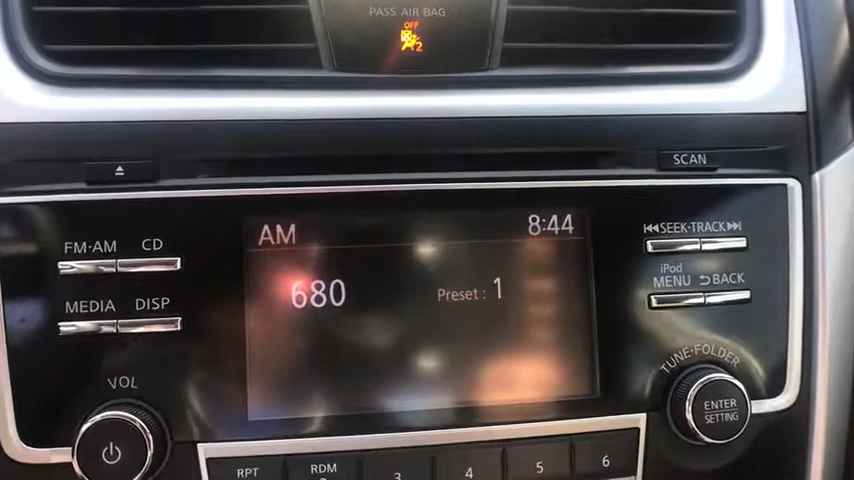 PASS AIR BAG
OFF
2
SCAN
FM·AM CD
AM 8:44
SEEK·TRACK
680 Preset : 1
iPod
MENU BACK
MEDIA DISP
VOL
TUNE·FOLDER
ENTER
SETTING
RPT RDM 3 4 5 6